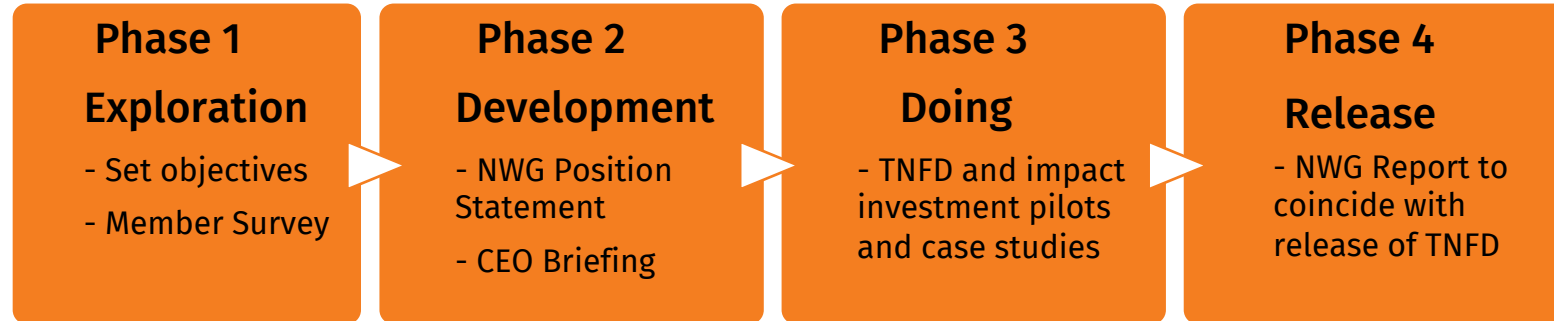 Phase 1
Exploration
- Set objectives
- Member Survey
Phase 2
Development
- NWG Position
Statement
- CEO Briefing
Phase 3
Doing
- TNFD and impact
investment pilots
and case studies
Phase 4
Release
- NWG Report to
coincide with
release of TNFD